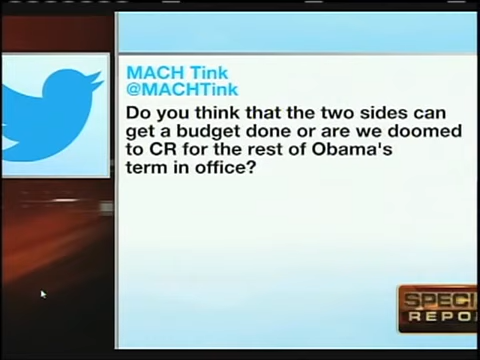 MACH Tink
@MACHTink
Do you think that the two sides can
get a budget done or are we doomed
to CR for the rest of Obama's
term in office?
SPECI
REPO